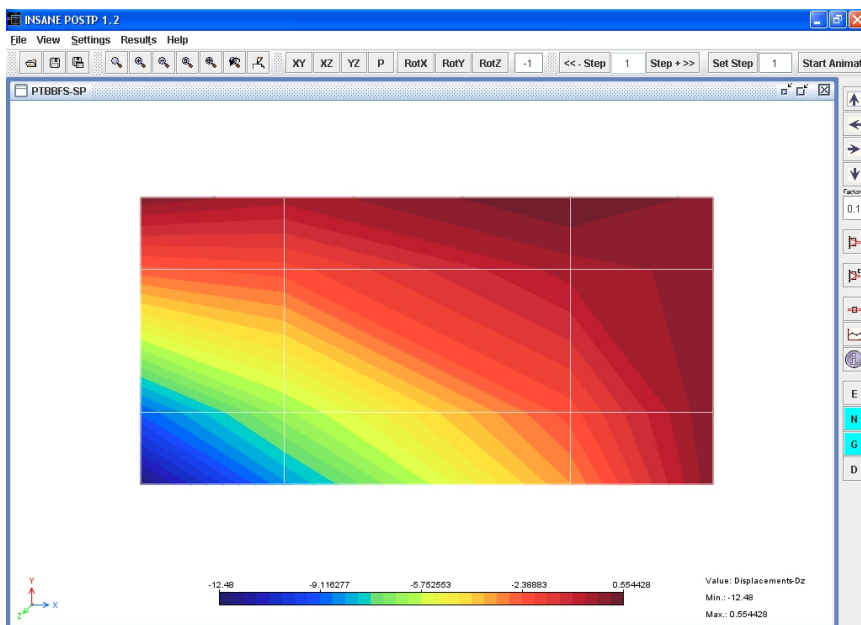 INSANE POSTP 1.2
File View Settings Results Help
XY XZ YZ P RotX RotY RotZ -1 <<- Step 1 Step + >> Set Step 1 Start Animat
PTBBFS-SP
Factor
0.1
E
N
G
D
-12.48 -9.116277 -5.752553 -2.38883 0.554428
Value: Displacements-Dz
Min.: -12.48
Max.: 0.554428
Y
X
Z